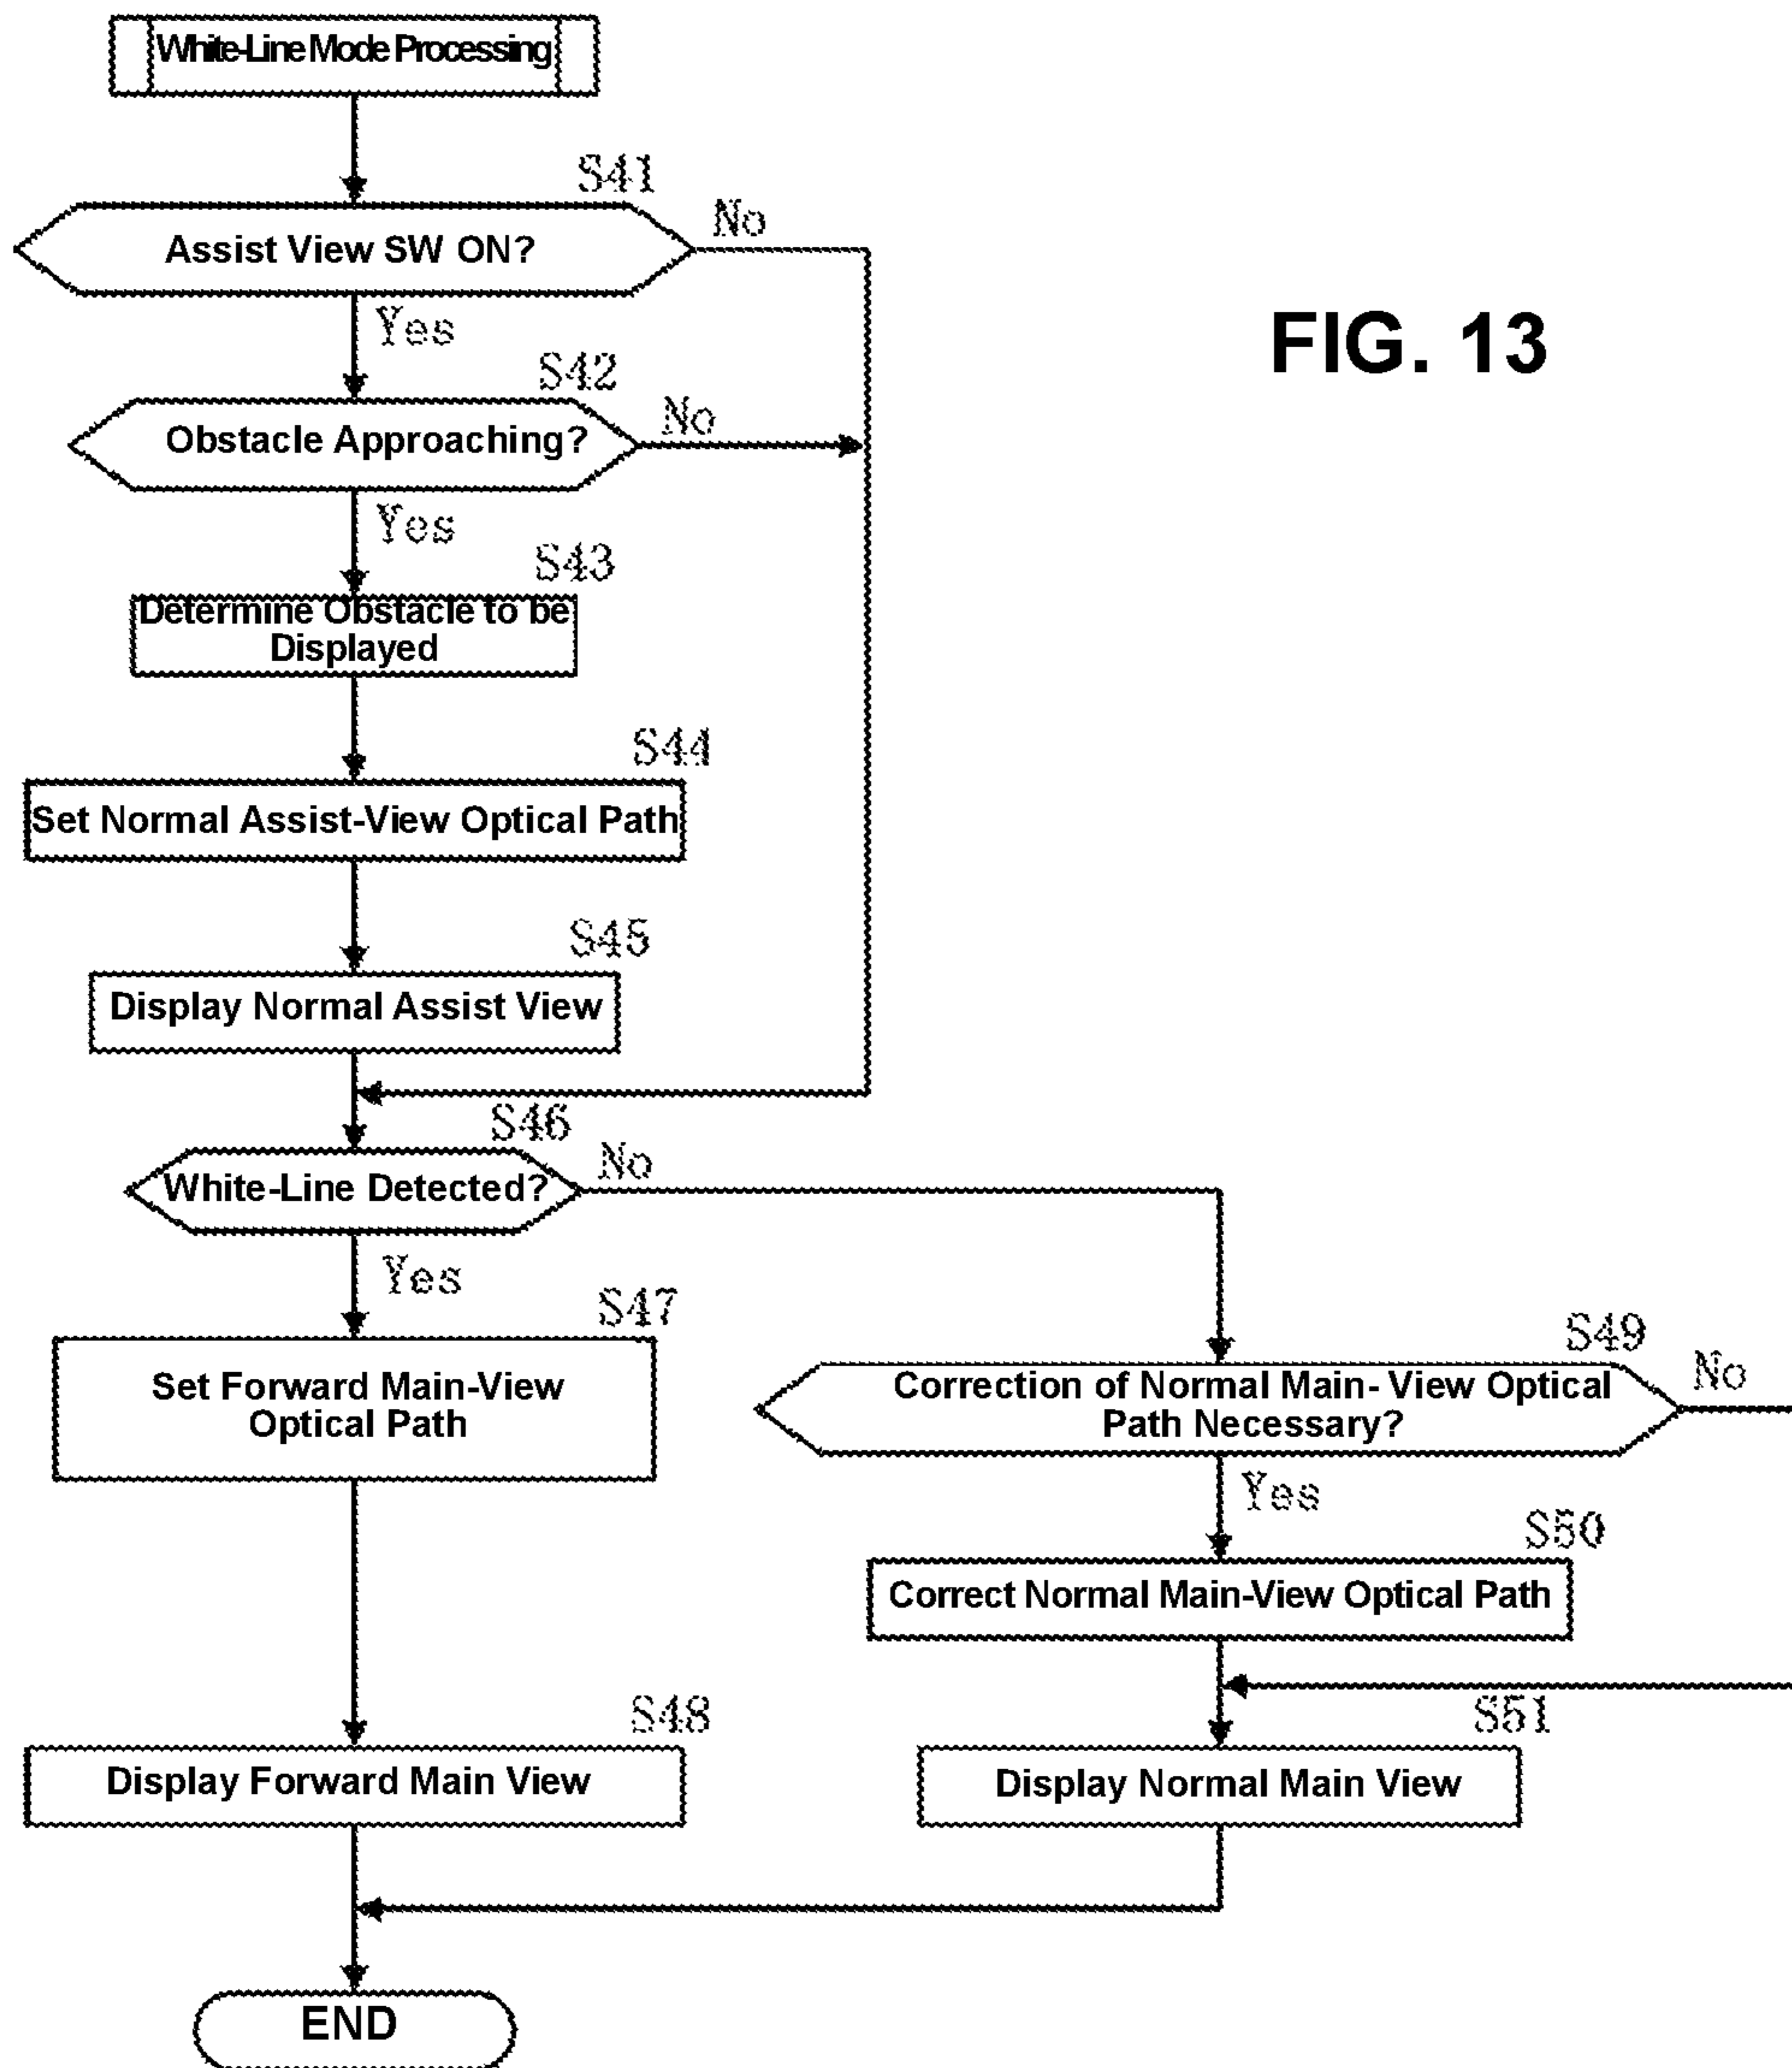 White-Line Mode Processing
S41
Assist View SW ON?
No
Yes
FIG. 13
S42
Obstacle Approaching?
No
Yes
S43
Determine Obstacle to be
Displayed
S44
Set Normal Assist-View Optical Path
S45
Display Normal Assist View
S46
White-Line Detected?
No
Yes
S47
Set Forward Main-View
Optical Path
S49
Correction of Normal Main- View Optical
Path Necessary?
No
Yes
S50
Correct Normal Main-View Optical Path
S48
Display Forward Main View
S51
Display Normal Main View
END